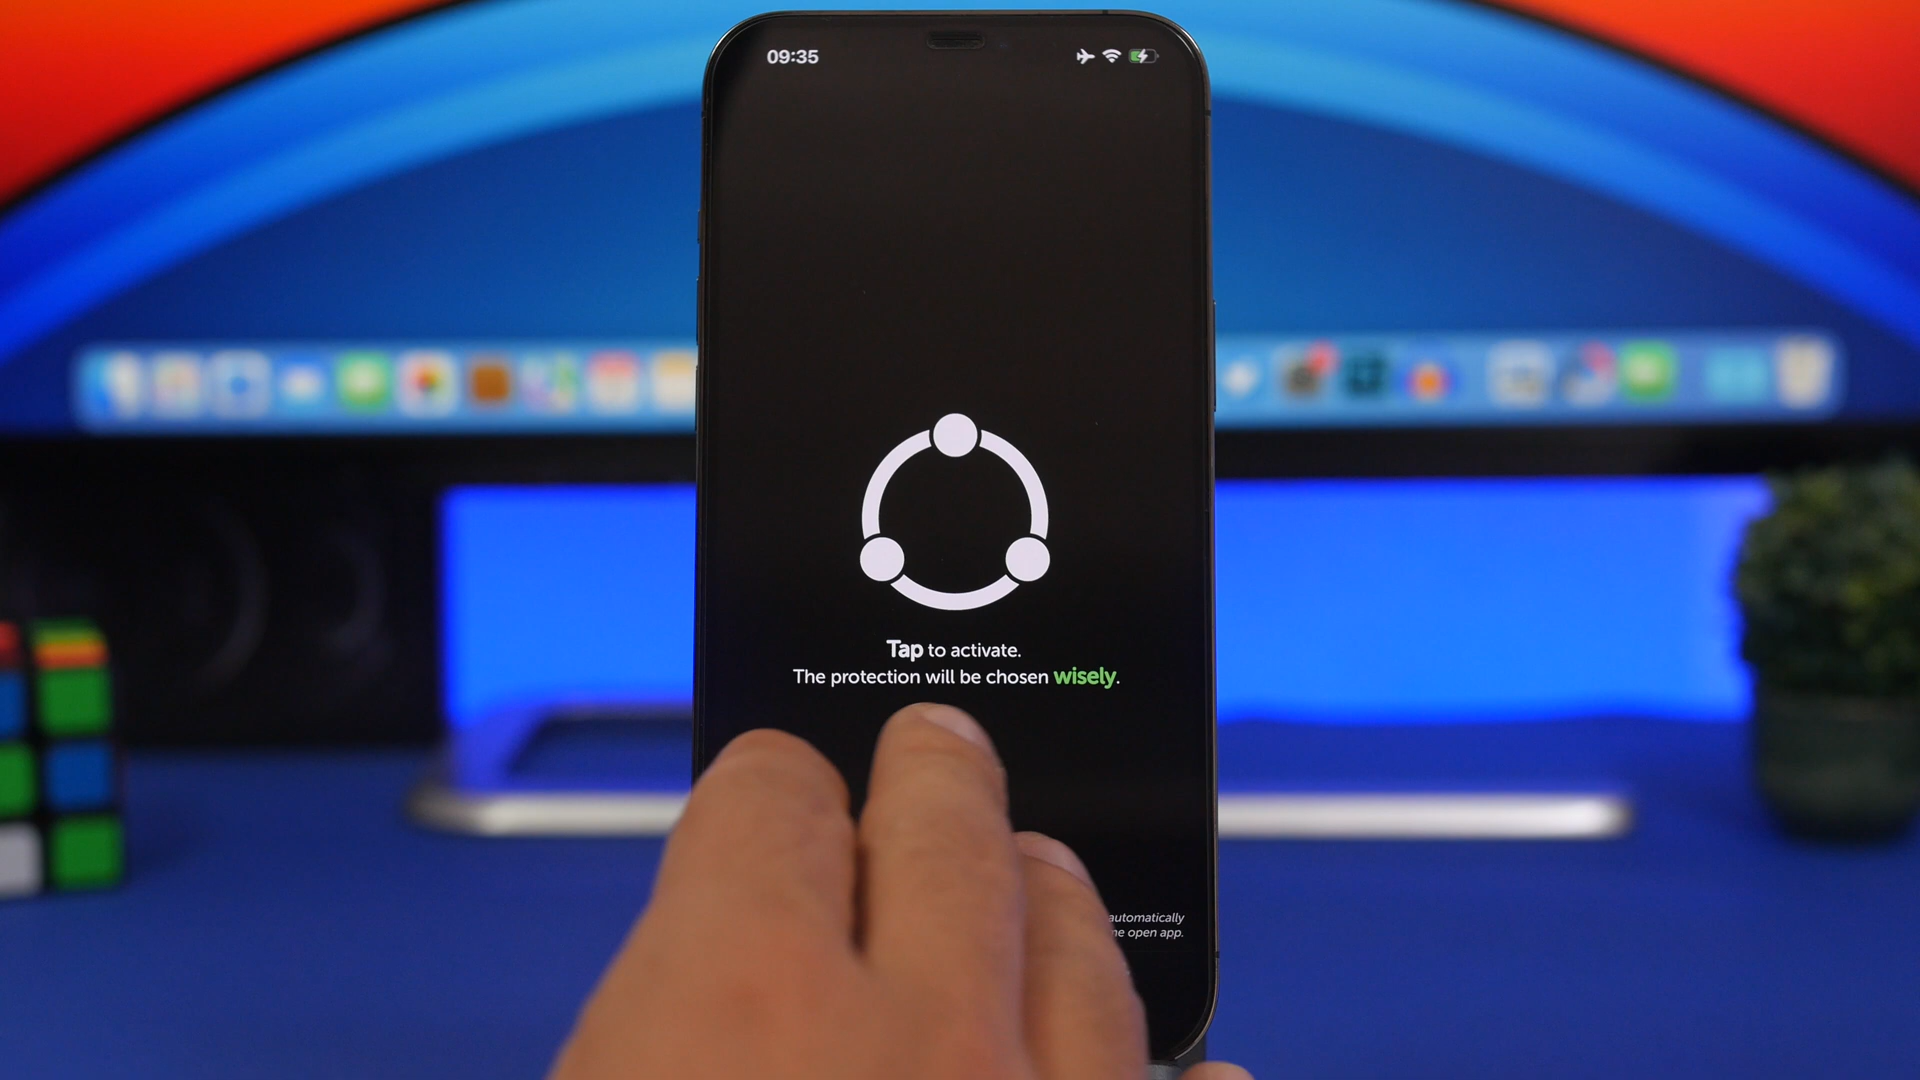 09:35
Tap to activate.
The protection will be chosen wisely.
automatically
open app.